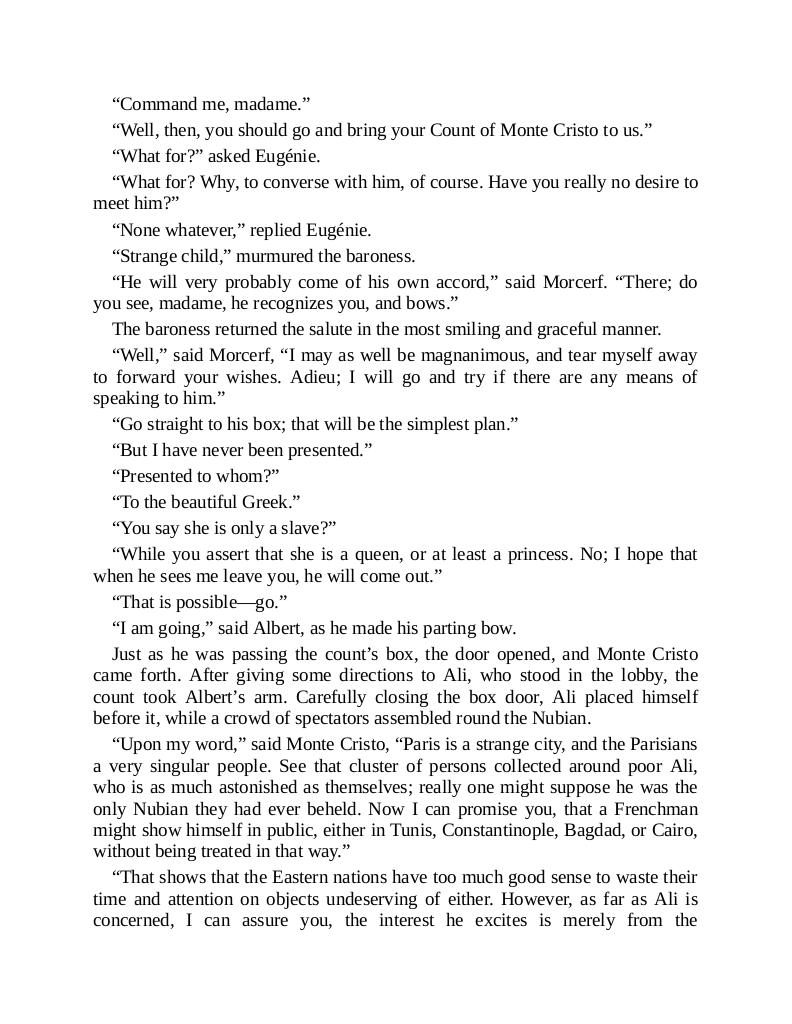 “Command me, madame.”
“Well, then, you should go and bring your Count of Monte Cristo to us.”
“What for?” asked Eugénie.
“What for? Why, to converse with him, of course. Have you really no desire to
meet him?”
“None whatever,” replied Eugénie.
“Strange child,” murmured the baroness.
“He will very probably come of his own accord,” said Morcerf. “There; do
you see, madame, he recognizes you, and bows.”
The baroness returned the salute in the most smiling and graceful manner.
“Well,” said Morcerf, “I may as well be magnanimous, and tear myself away
to forward your wishes. Adieu; I will go and try if there are any means of
speaking to him.”
“Go straight to his box; that will be the simplest plan.”
“But I have never been presented.”
“Presented to whom?”
“To the beautiful Greek.”
“You say she is only a slave?”
“While you assert that she is a queen, or at least a princess. No; I hope that
when he sees me leave you, he will come out.”
“That is possible—go.”
“I am going,” said Albert, as he made his parting bow.
Just as he was passing the count’s box, the door opened, and Monte Cristo
came forth. After giving some directions to Ali, who stood in the lobby, the
count took Albert’s arm. Carefully closing the box door, Ali placed himself
before it, while a crowd of spectators assembled round the Nubian.
“Upon my word,” said Monte Cristo, “Paris is a strange city, and the Parisians
a very singular people. See that cluster of persons collected around poor Ali,
who is as much astonished as themselves; really one might suppose he was the
only Nubian they had ever beheld. Now I can promise you, that a Frenchman
might show himself in public, either in Tunis, Constantinople, Bagdad, or Cairo,
without being treated in that way.”
“That shows that the Eastern nations have too much good sense to waste their
time and attention on objects undeserving of either. However, as far as Ali is
concerned, I can assure you, the interest he excites is merely from the